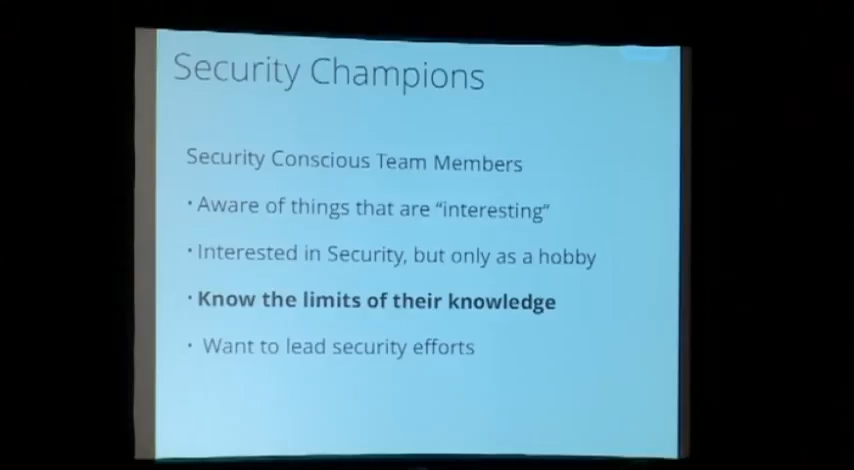 Security Champions
Security Conscious Team Members
• Aware of things that are “interesting”
• Interested in Security, but only as a hobby
• Know the limits of their knowledge
• Want to lead security efforts